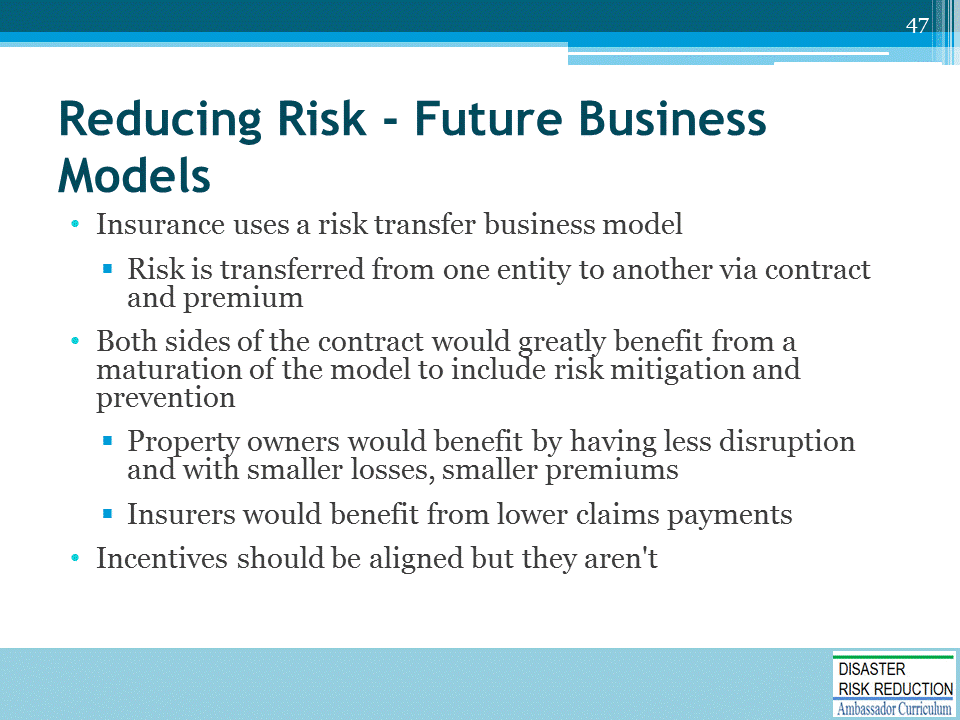 47
Reducing Risk - Future Business
Models
• Insurance uses a risk transfer business model
▪ Risk is transferred from one entity to another via contract
and premium
• Both sides of the contract would greatly benefit from a
maturation of the model to include risk mitigation and
prevention
▪ Property owners would benefit by having less disruption
and with smaller losses, smaller premiums
▪ Insurers would benefit from lower claims payments
• Incentives should be aligned but they aren't
DISASTER
RISK REDUCTION
Ambassador Curriculum